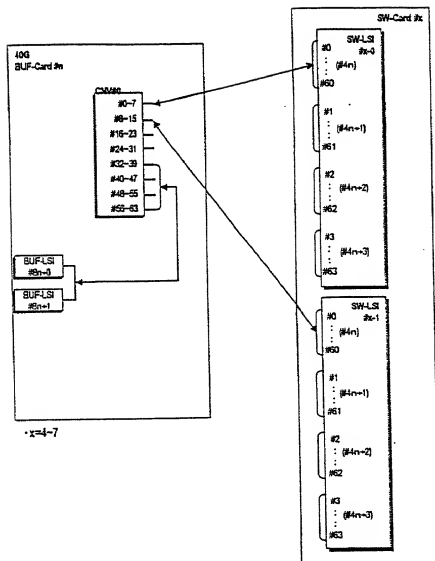 40G
BUF-Card #n
CNV#0
#0-7
#8-15
#16-23
#24-31
#32-39
#40-47
#48-55
#56-63
BUF-LSI
#8n+0
BUF-LSI
#8n+1
・x=4~7
SW-Card #x
SW-LSI
#x-0
#0
(#4n)
#60
#1
(#4n+1)
#61
#2
(#4n+2)
#62
#3
(#4n+3)
#63
SW-LSI
#x-1
#0
(#4n)
#60
#1
(#4n+1)
#61
#2
(#4n+2)
#62
#3
(#4n+3)
#63